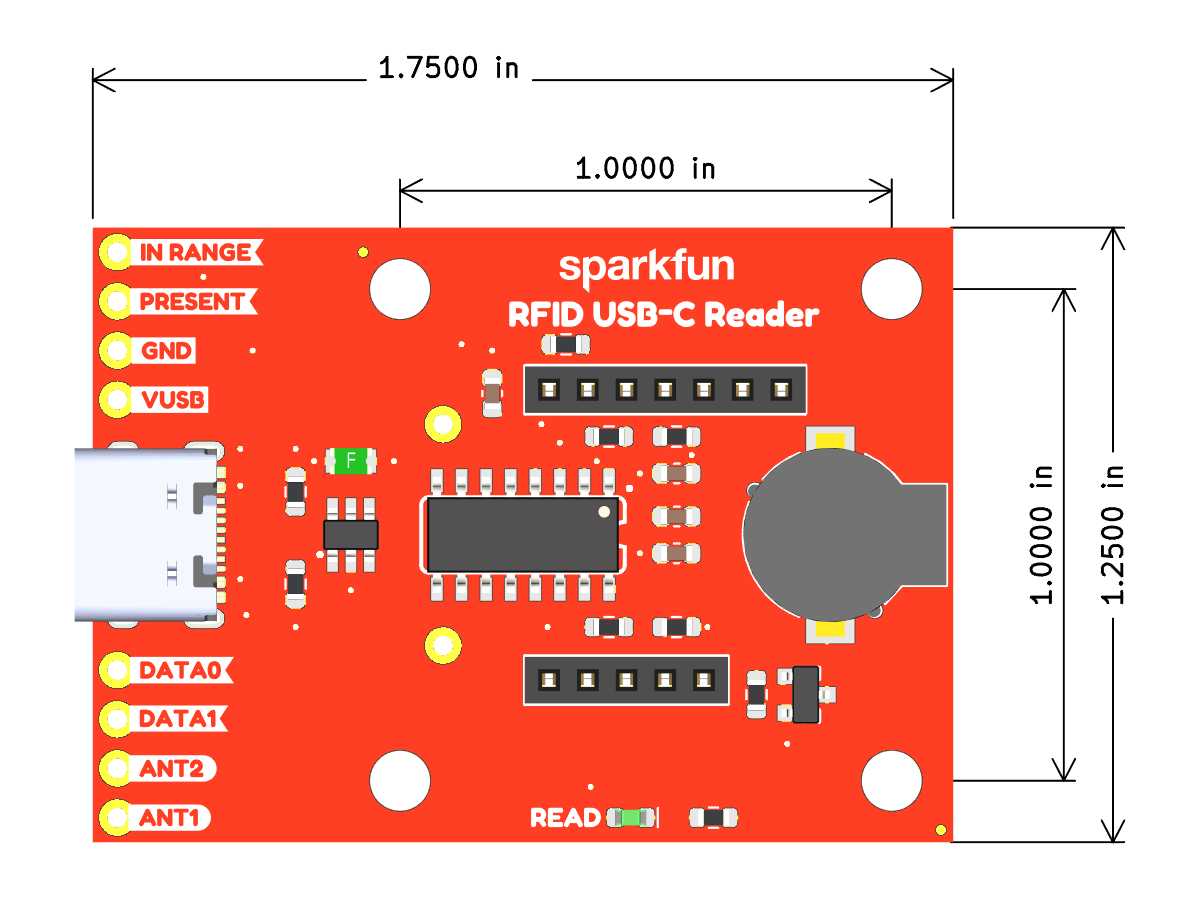 1.7500 in
1.0000 in
IN RANGE
PRESENT
GND
VUSB
sparkfun
RFID USB-C Reader
F
1.0000 in
1.2500 in
DATA0
DATA1
ANT2
ANT1
READ